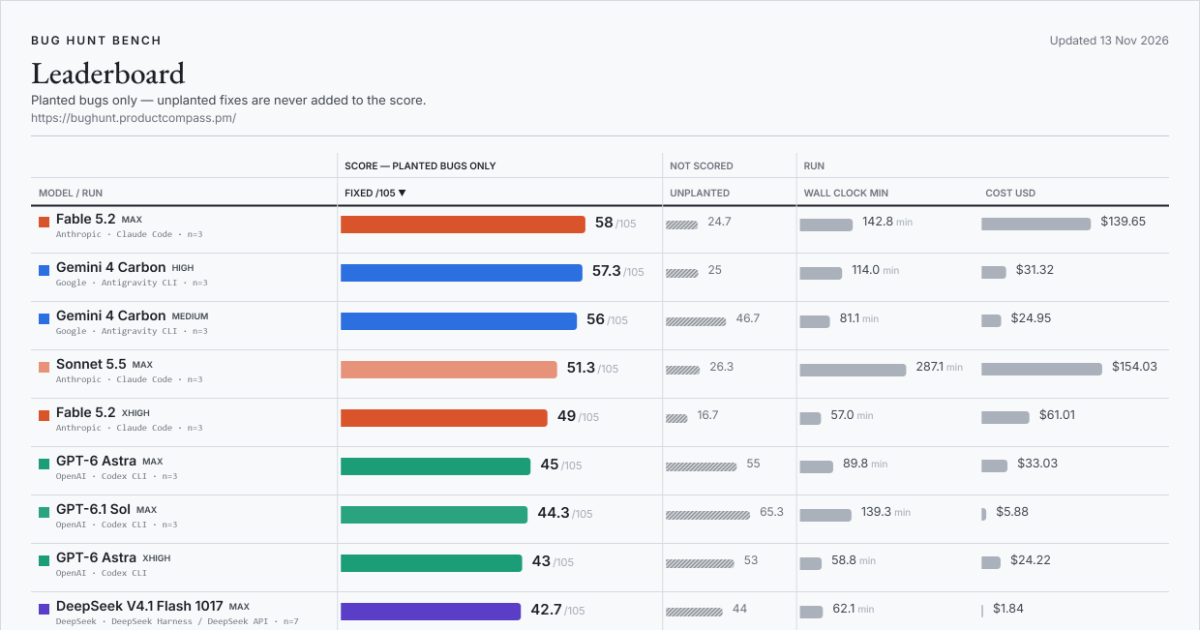 BUG HUNT BENCH
Updated 13 Nov 2026
Leaderboard
Planted bugs only — unplanted fixes are never added to the score.
https://bughunt.productcompass.pm/
SCORE — PLANTED BUGS ONLY NOT SCORED RUN
MODEL / RUN FIXED /105 ▼ UNPLANTED WALL CLOCK MIN COST USD
Fable 5.2 MAX 58/105 24.7 142.8 min $139.65
Anthropic · Claude Code · n=3
Gemini 4 Carbon HIGH 57.3/105 25 114.0 min $31.32
Google · Antigravity CLI · n=3
Gemini 4 Carbon MEDIUM 56/105 46.7 81.1 min $24.95
Google · Antigravity CLI · n=3
Sonnet 5.5 MAX 51.3/105 26.3 287.1 min $154.03
Anthropic · Claude Code · n=3
Fable 5.2 XHIGH 49/105 16.7 57.0 min $61.01
Anthropic · Claude Code · n=3
GPT-6 Astra MAX 45/105 55 89.8 min $33.03
OpenAI · Codex CLI · n=3
GPT-6.1 Sol MAX 44.3/105 65.3 139.3 min $5.88
OpenAI · Codex CLI · n=3
GPT-6 Astra XHIGH 43/105 53 58.8 min $24.22
OpenAI · Codex CLI
DeepSeek V4.1 Flash 1017 MAX 42.7/105 44 62.1 min $1.84
DeepSeek · DeepSeek Harness / DeepSeek API · n=7